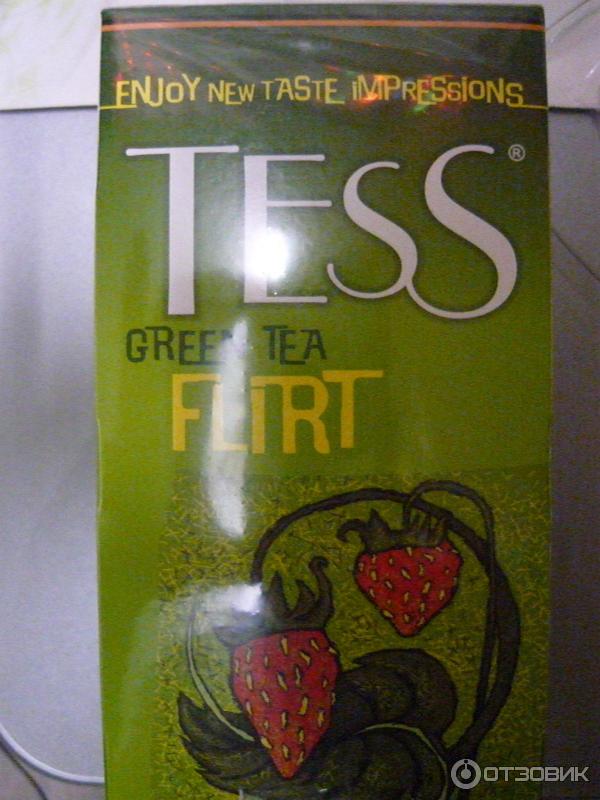 ENJOY NEW TASTE IMPRESSIONS
TESS®
GREEN TEA
FLIRT
ОТЗОВИК